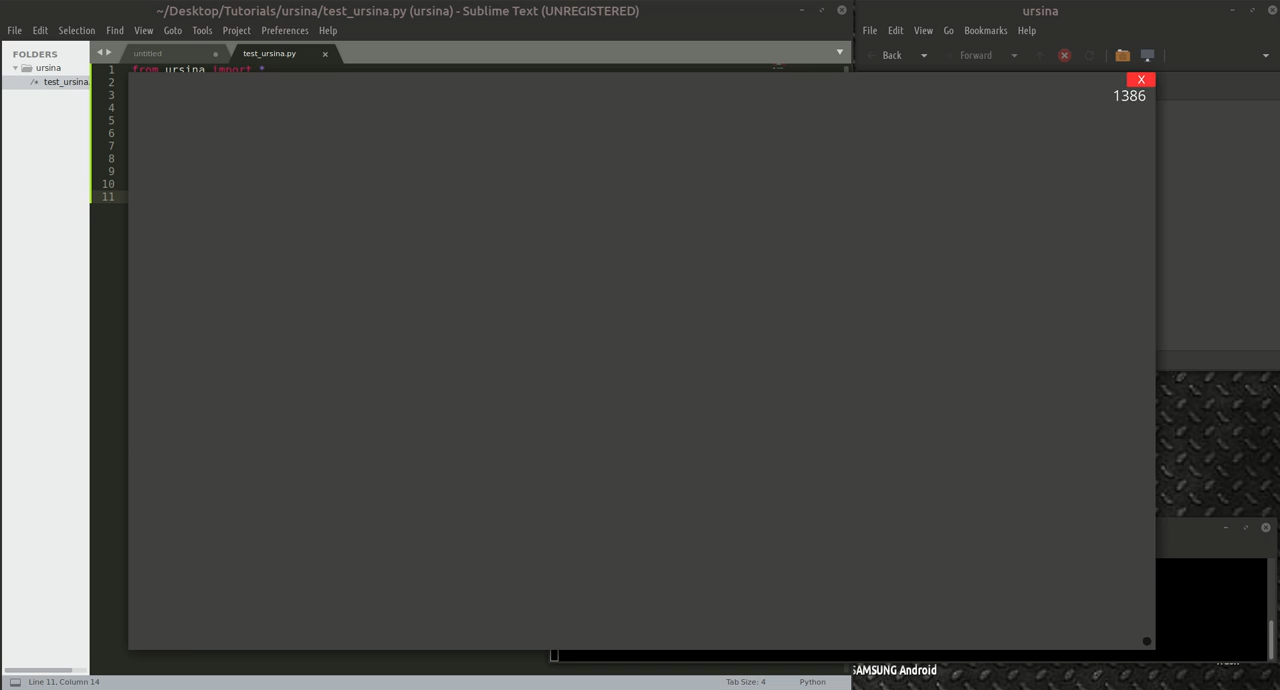 ~/Desktop/Tutorials/ursina/test_ursina.py (ursina) - Sublime Text (UNREGISTERED)
File Edit Selection Find View Goto Tools Project Preferences Help
FOLDERS
ursina
/* test_ursina
untitled
test_ursina.py
1 from ursina import *
2
3
4
5
6
7
8
9
10
11
X
1386
ursina
File Edit View Go Bookmarks Help
Back Forward
SAMSUNG Android
Line 11, Column 14
Tab Size: 4
Python